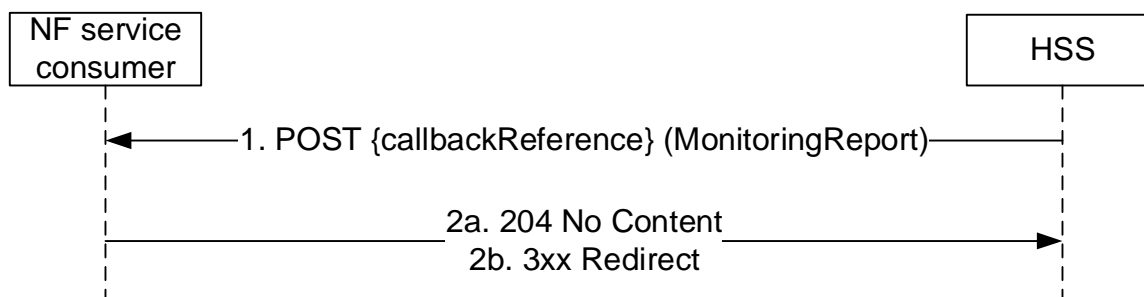 NF service
consumer
HSS
1. POST {callbackReference} (MonitoringReport)
2a. 204 No Content
2b. 3xx Redirect